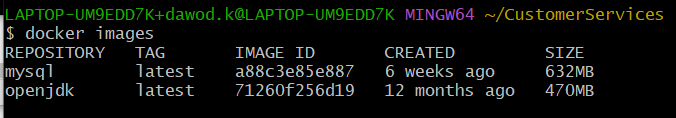 LAPTOP-UM9EDD7K+dawod.k@LAPTOP-UM9EDD7K MINGW64 ~/CustomerServices
$ docker images
REPOSITORY TAG IMAGE ID CREATED SIZE
mysql latest a88c3e85e887 6 weeks ago 632MB
openjdk latest 71260f256d19 12 months ago 470MB